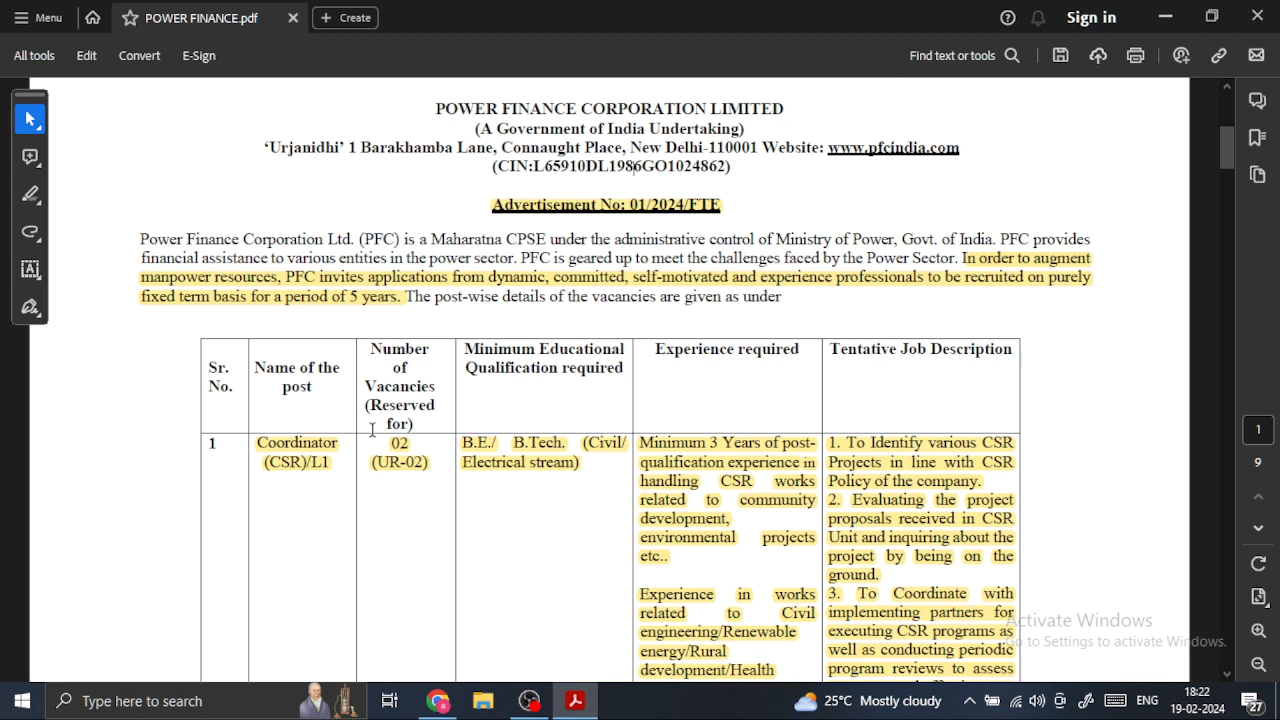 Menu
POWER FINANCE.pdf
Create
Sign in
All tools Edit Convert E-Sign
Find text or tools
POWER FINANCE CORPORATION LIMITED
(A Government of India Undertaking)
‘Urjanidhi’ 1 Barakhamba Lane, Connaught Place, New Delhi-110001 Website: www.pfcindia.com
(CIN:L65910DL1986GO1024862)
Advertisement No: 01/2024/FTE
Power Finance Corporation Ltd. (PFC) is a Maharatna CPSE under the administrative control of Ministry of Power, Govt. of India. PFC provides
financial assistance to various entities in the power sector. PFC is geared up to meet the challenges faced by the Power Sector. In order to augment
manpower resources, PFC invites applications from dynamic, committed, self-motivated and experience professionals to be recruited on purely
fixed term basis for a period of 5 years. The post-wise details of the vacancies are given as under
Sr.
No.
Name of the
post
Number
of
Vacancies
(Reserved
for)
Minimum Educational
Qualification required
Experience required
Tentative Job Description
1
Coordinator
(CSR)/L1
02
(UR-02)
B.E./ B.Tech. (Civil/
Electrical stream)
Minimum 3 Years of post-
qualification experience in
handling CSR works
related to community
development,
environmental projects
etc..
Experience in works
related to Civil
engineering/Renewable
energy/Rural
development/Health
1. To Identify various CSR
Projects in line with CSR
Policy of the company.
2. Evaluating the project
proposals received in CSR
Unit and inquiring about the
project by being on the
ground.
3. To Coordinate with
implementing partners for
executing CSR programs as
well as conducting periodic
program reviews to assess
1
9
Activate Windows
Go to Settings to activate Windows.
Type here to search
25°C Mostly cloudy
ENG
18:22
19-02-2024
27